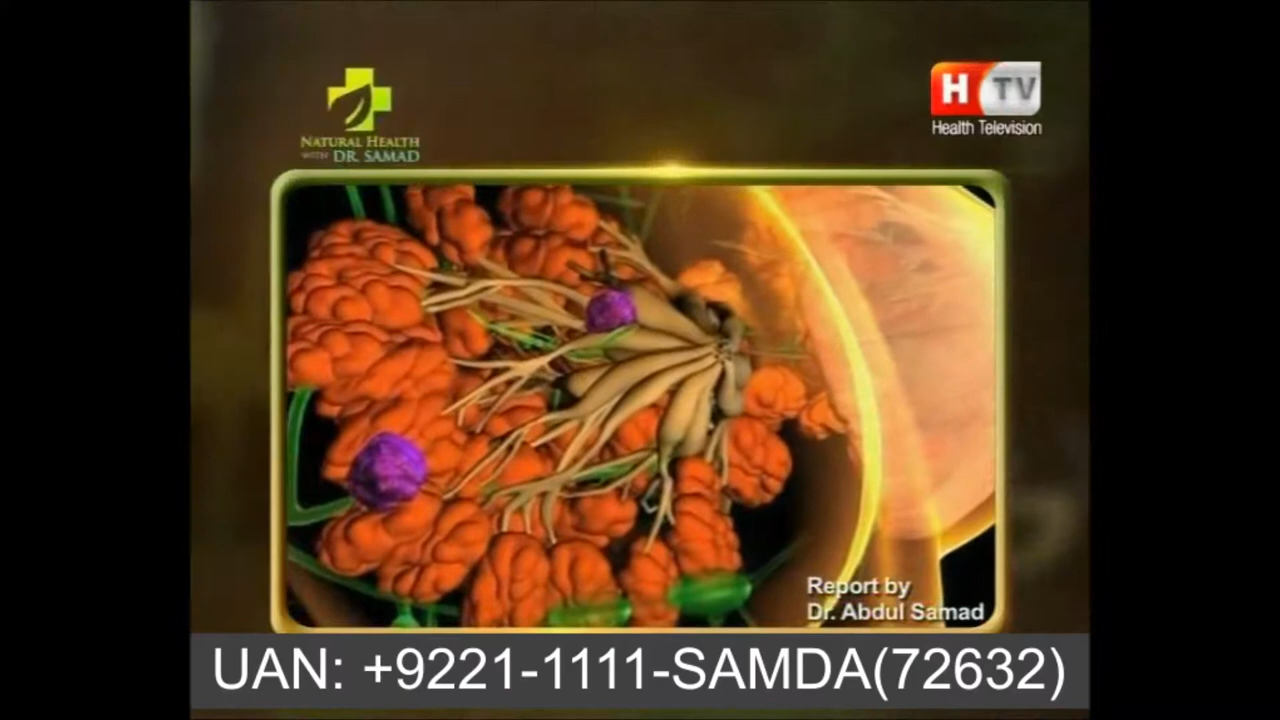 H TV
Health Television
NATURAL HEALTH
WITH DR. SAMAD
Report by
Dr. Abdul Samad
UAN: +9221-1111-SAMDA(72632)